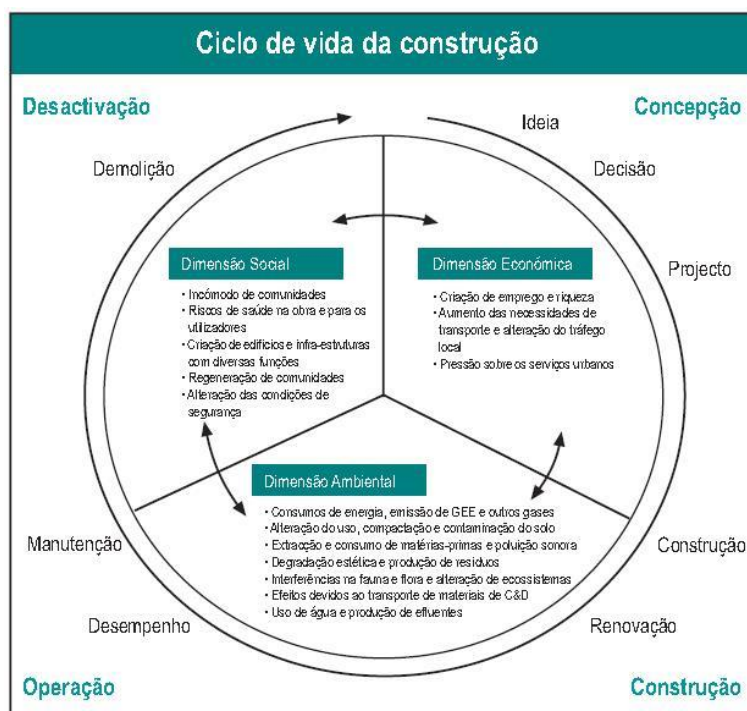 Ciclo de vida da construção
Desactivação
Concepção
Ideia
Demolição
Decisão
Projecto
Dimensão Social
• Incómodo de comunidades
• Riscos de saúde na obra e para os
utilizadores
• Criação de edifícios e infra-estruturas
com diversas funções
• Regeneração de comunidades
• Alteração das condições de
segurança
Dimensão Económica
• Criação de emprego e riqueza
• Aumento das necessidades de
transporte e alteração do tráfego
local
• Pressão sobre os serviços urbanos
Dimensão Ambiental
• Consumos de energia, emissão de GEE e outros gases
• Alteração do uso, compactação e contaminação do solo
• Extracção e consumo de matérias-primas e poluição sonora
• Degradação estética e produção de resíduos
• Interferências na fauna e flora e alteração de ecossistemas
• Efeitos devidos ao transporte de materiais de C&D
• Uso de água e produção de efluentes
Manutenção
Construção
Desempenho
Renovação
Operação
Construção